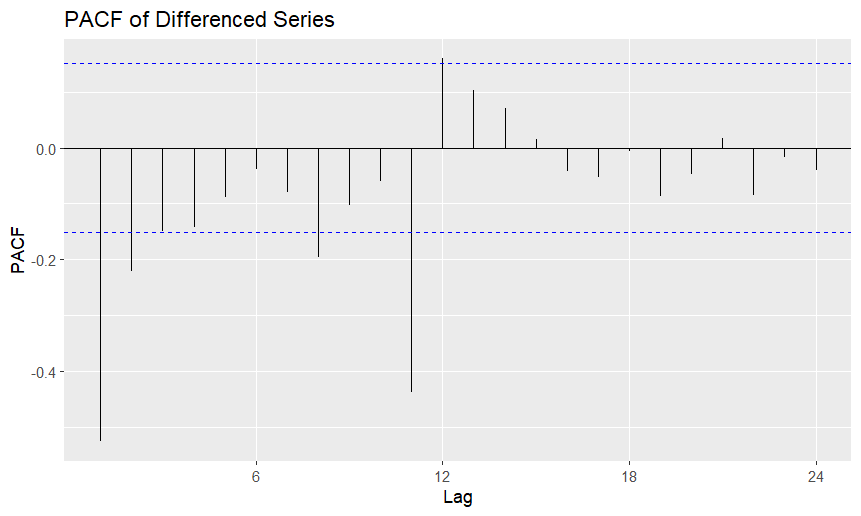 PACF of Differenced Series
0.0
-0.2
-0.4
PACF
6
12
18
24
Lag